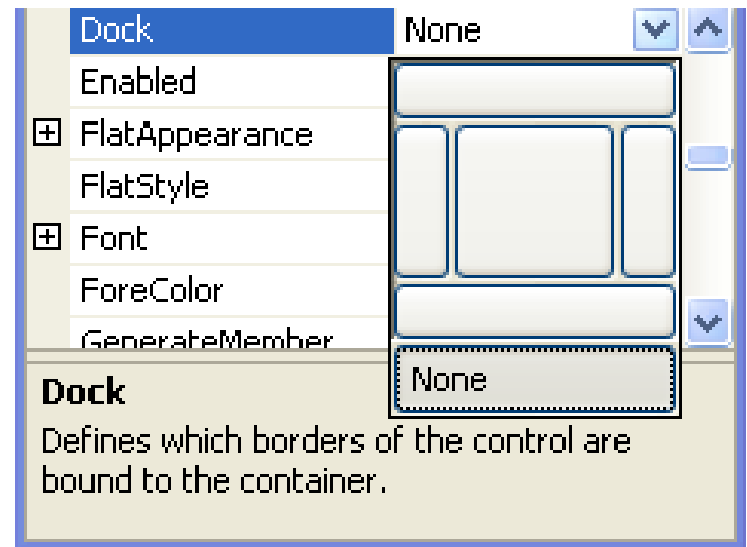 Dock None
Enabled
FlatAppearance
FlatStyle
Font
ForeColor
GenerateMember
None
Dock
Defines which borders of the control are
bound to the container.